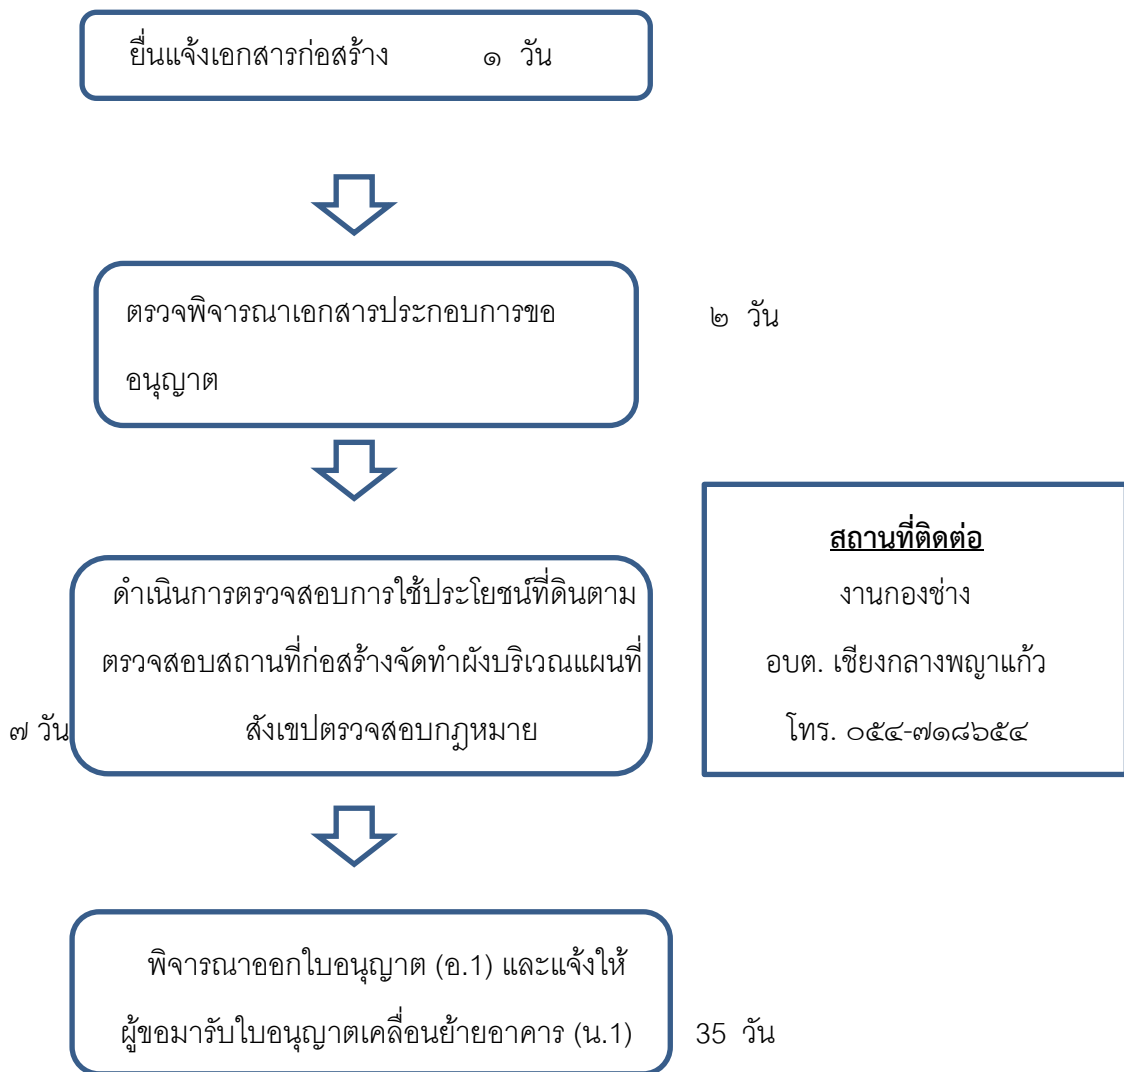 ยื่นแจ้งเอกสารก่อสร้าง ๑ วัน
ตรวจพิจารณาเอกสารประกอบการขอ
อนุญาต
๒ วัน
ดำเนินการตรวจสอบการใช้ประโยชน์ที่ดินตาม
ตรวจสอบสถานที่ก่อสร้างจัดทำผังบริเวณแผนที่
สังเขปตรวจสอบกฎหมาย
๗ วัน
สถานที่ติดต่อ
งานกองช่าง
อบต. เชียงกลางพญาแก้ว
โทร. ๐๕๔-๗๑๘๖๕๔
พิจารณาออกใบอนุญาต (อ.1) และแจ้งให้
ผู้ขอมารับใบอนุญาตเคลื่อนย้ายอาคาร (น.1)
35 วัน